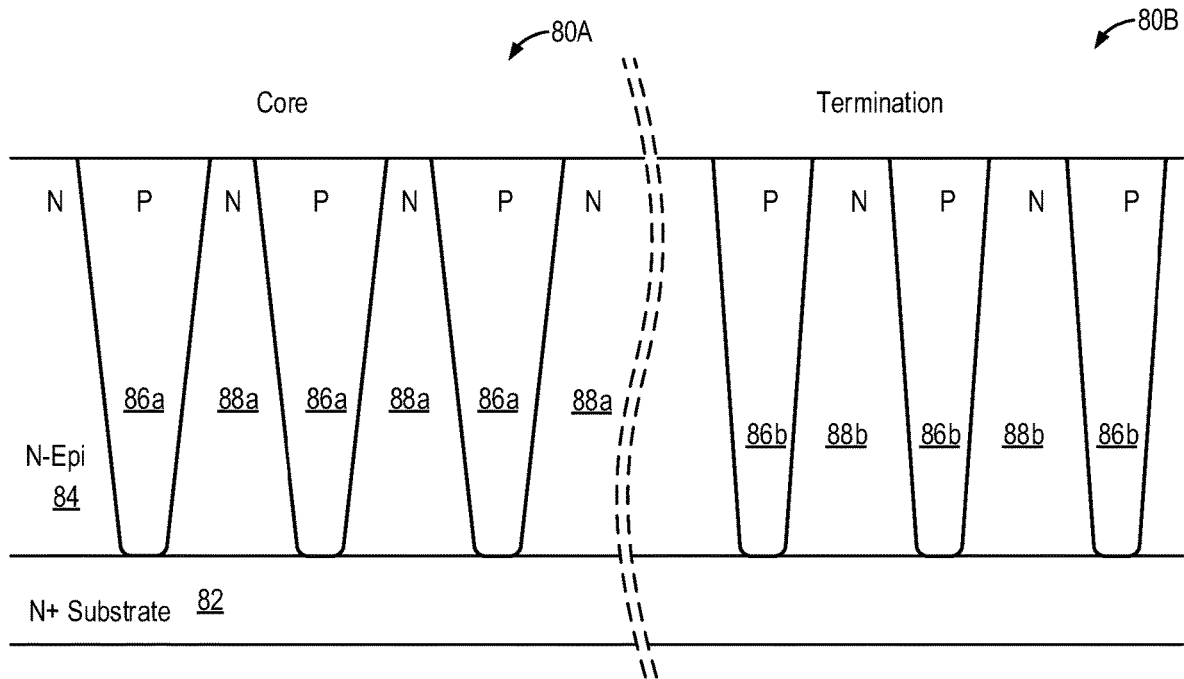 80A
80B
Core
Termination
N P N P N P N P N P N P
86a 88a 86a 88a 86a 88a
86b 88b 86b 88b 86b
N-Epi
84
N+ Substrate 82